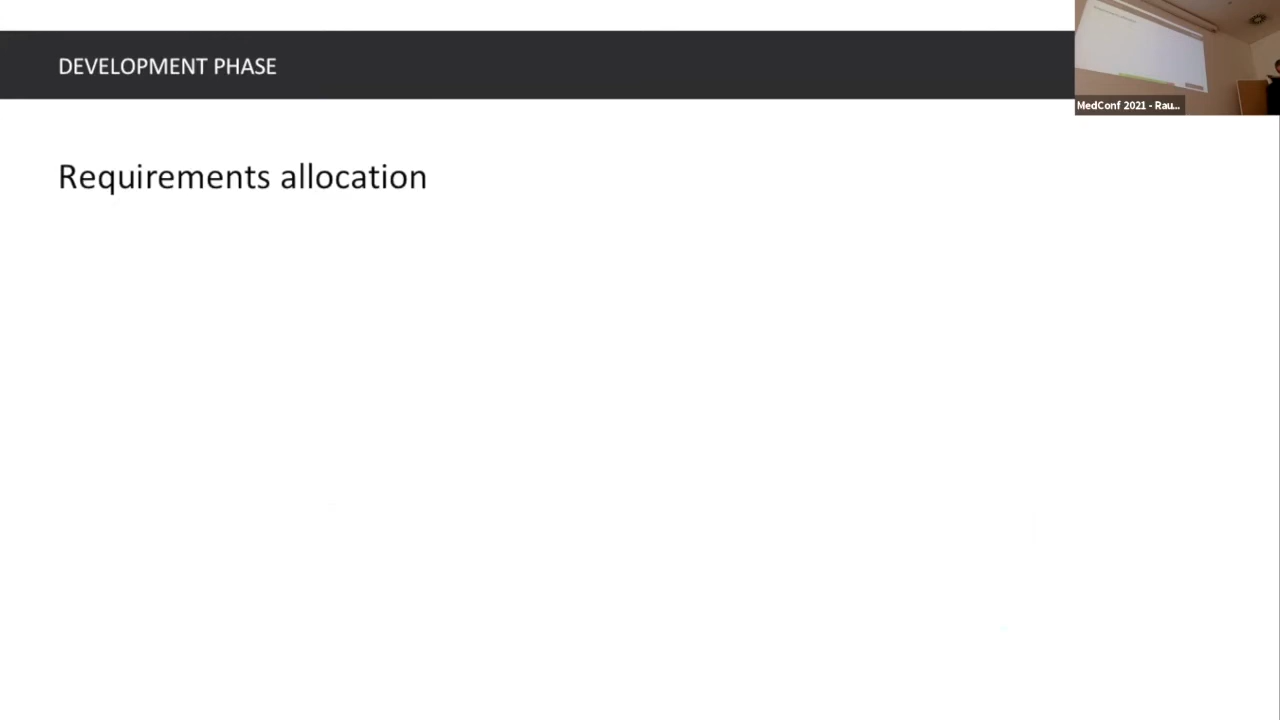 DEVELOPMENT PHASE
MedConf 2021 - Rau...
Requirements allocation